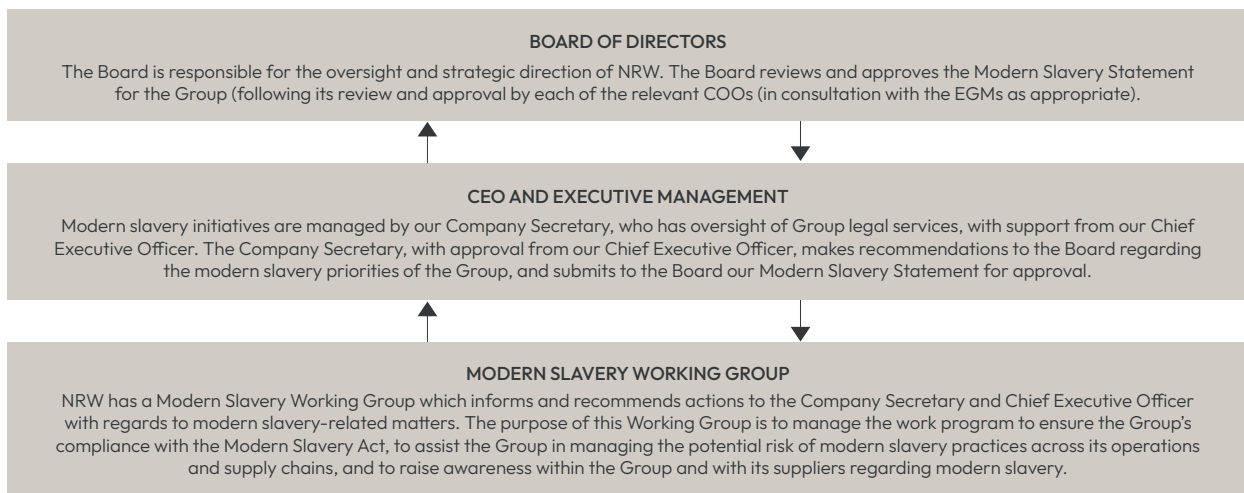 BOARD OF DIRECTORS
The Board is responsible for the oversight and strategic direction of NRW. The Board reviews and approves the Modern Slavery Statement
for the Group (following its review and approval by each of the relevant COOs (in consultation with the EGMs as appropriate).
CEO AND EXECUTIVE MANAGEMENT
Modern slavery initiatives are managed by our Company Secretary, who has oversight of Group legal services, with support from our Chief
Executive Officer. The Company Secretary, with approval from our Chief Executive Officer, makes recommendations to the Board regarding
the modern slavery priorities of the Group, and submits to the Board our Modern Slavery Statement for approval.
MODERN SLAVERY WORKING GROUP
NRW has a Modern Slavery Working Group which informs and recommends actions to the Company Secretary and Chief Executive Officer
with regards to modern slavery-related matters. The purpose of this Working Group is to manage the work program to ensure the Group's
compliance with the Modern Slavery Act, to assist the Group in managing the potential risk of modern slavery practices across its operations
and supply chains, and to raise awareness within the Group and with its suppliers regarding modern slavery.